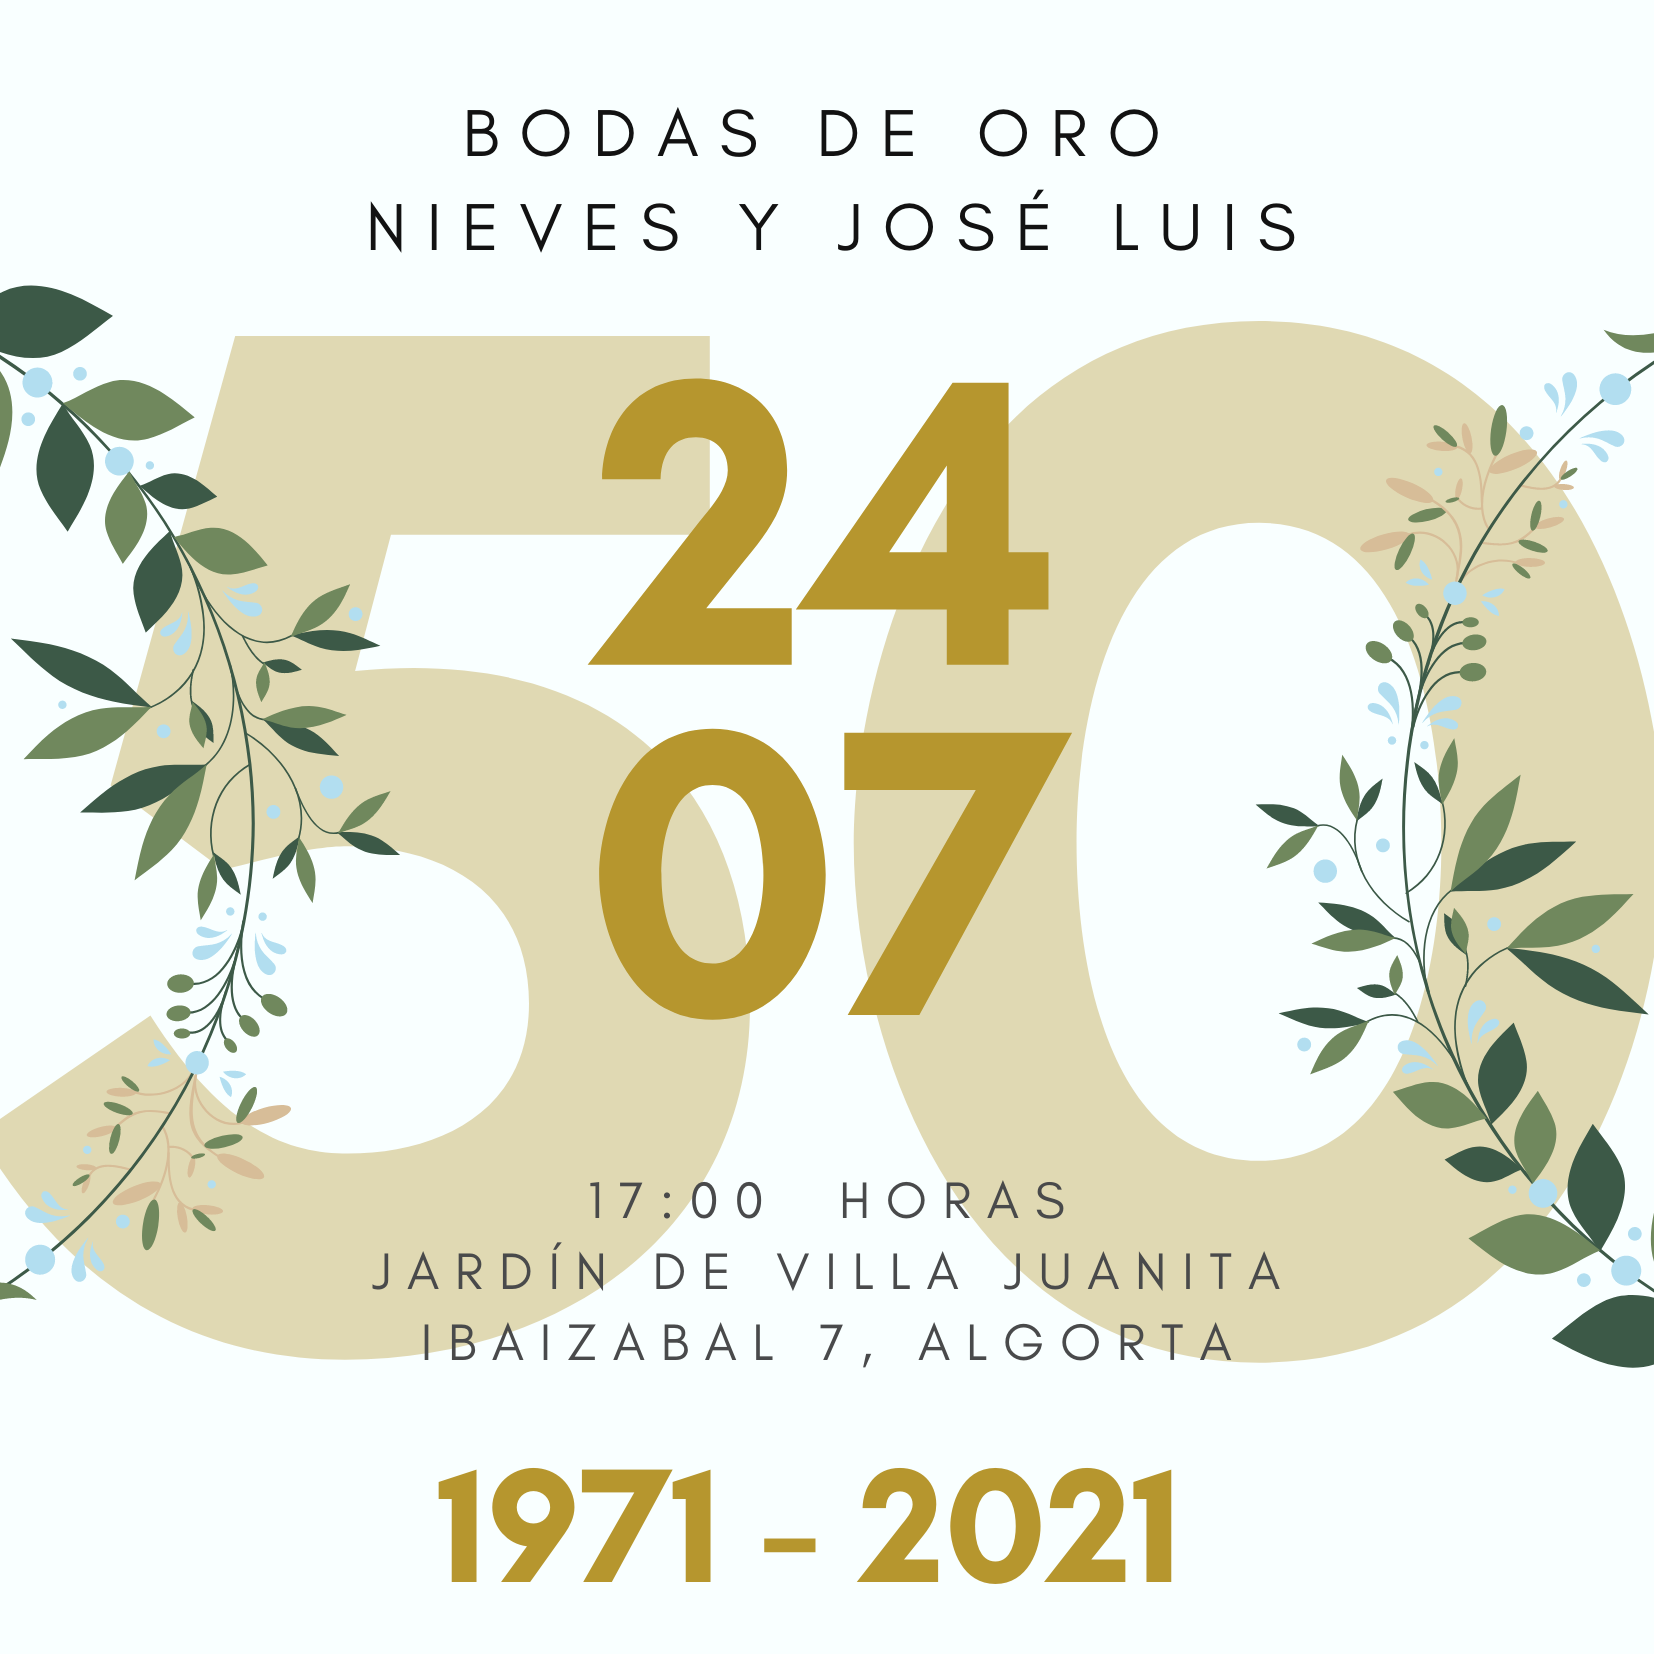 BODAS DE ORO
NIEVES Y JOSÉ LUIS
50
24
07
17:00 HORAS
JARDÍN DE VILLA JUANITA
IBAIZABAL 7, ALGORTA
1971 – 2021